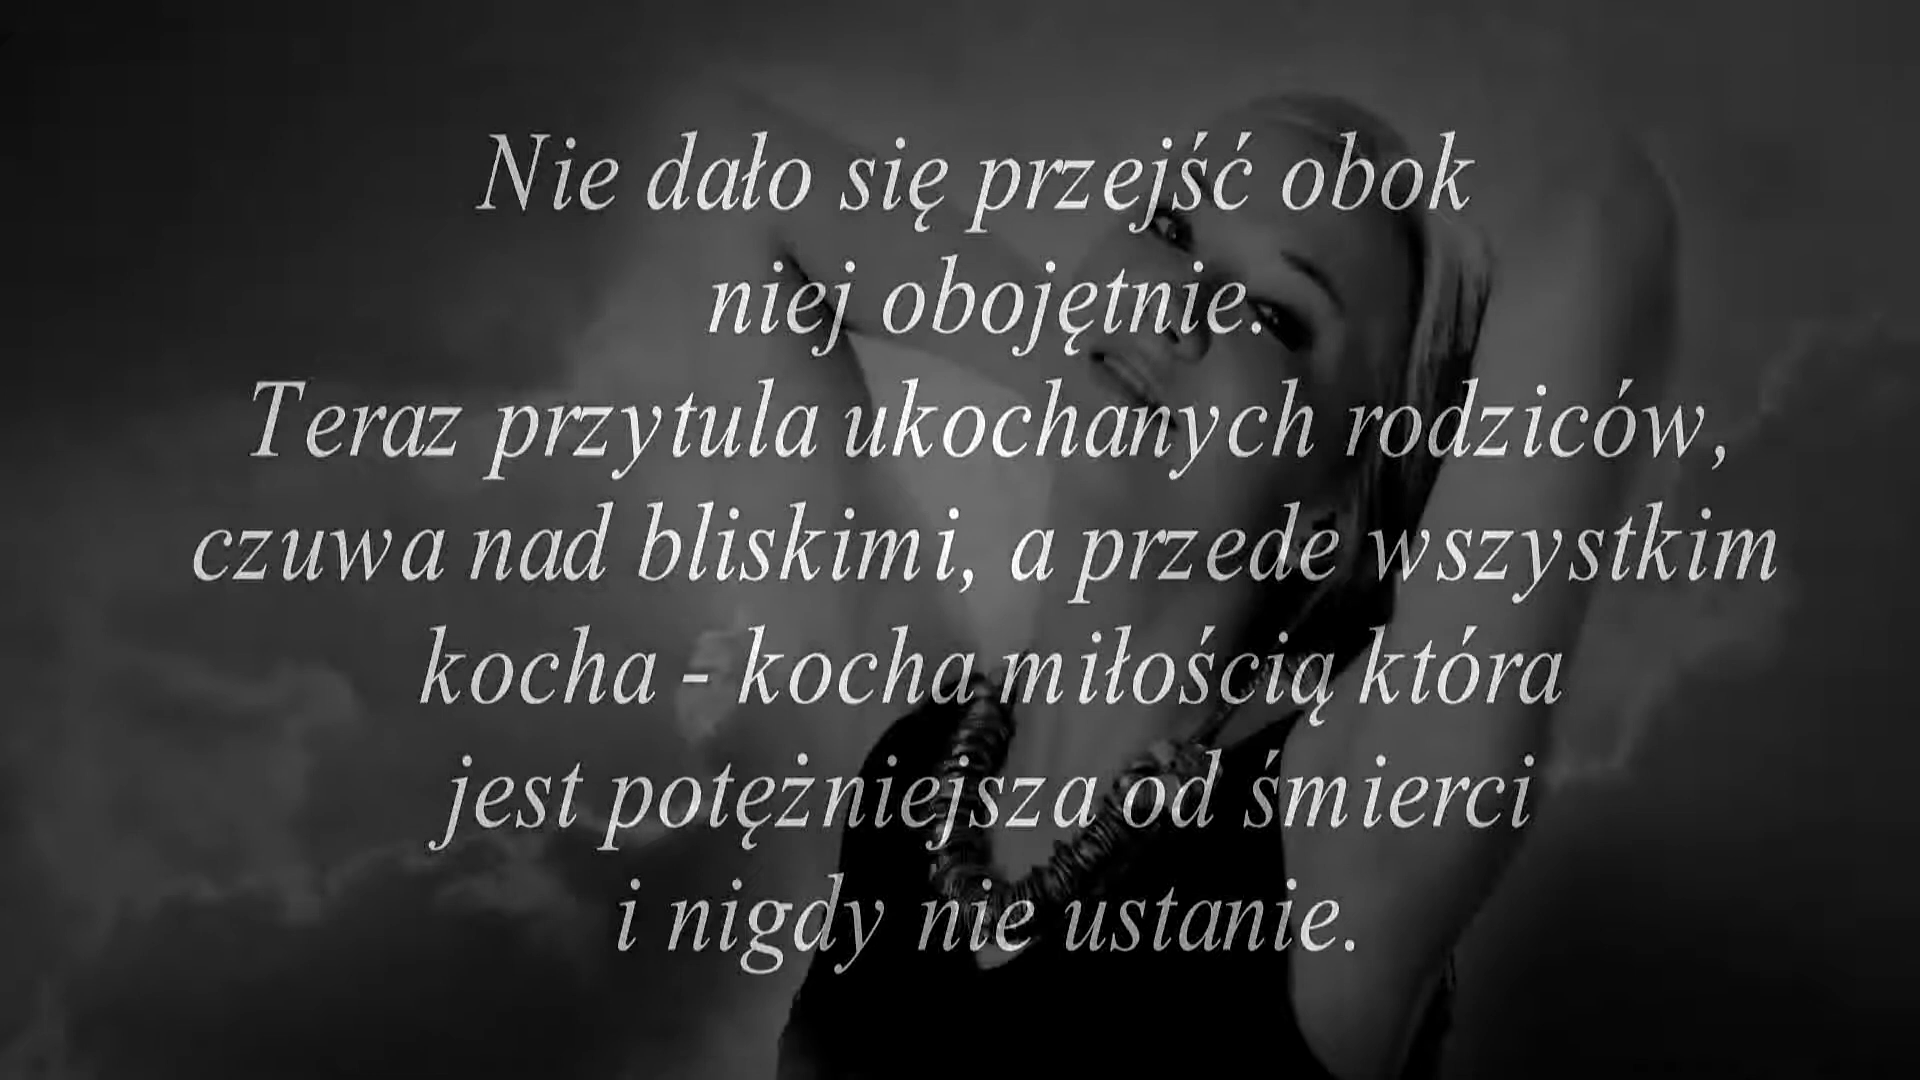 Nie dało się przejść obok
niej obojętnie.
Teraz przytula ukochanych rodziców,
czuwa nad bliskimi, a przede wszystkim
kocha - kocha miłością która
jest potężniejsza od śmierci
i nigdy nie ustanie.